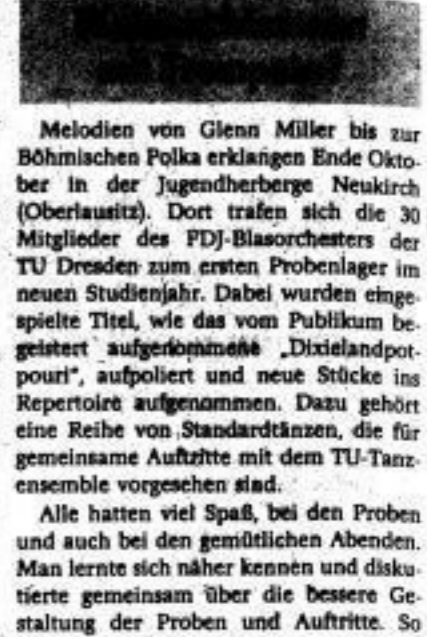 Melodien von Glenn Miller bis zur
Böhmischen Polka erklangen Ende Okto-
ber in der Jugendherberge Neukirch
(Oberlausitz). Dort trafen sich die 30
Mitglieder des FDJ-Blasorchesters der
TU Dresden zum ersten Probenlager im
neuen Studienjahr. Dabei wurden einge-
spielte Titel, wie das vom Publikum be-
geistert aufgenommene „Dixielandpot-
pouri“, aufpoliert und neue Stücke ins
Repertoire aufgenommen. Dazu gehört
eine Reihe von Standardtänzen, die für
gemeinsame Auftritte mit dem TU-Tanz-
ensemble vorgesehen sind.
Alle hatten viel Spaß, bei den Proben
und auch bei den gemütlichen Abenden.
Man lernte sich näher kennen und disku-
tierte gemeinsam über die bessere Ge-
staltung der Proben und Auftritte. So